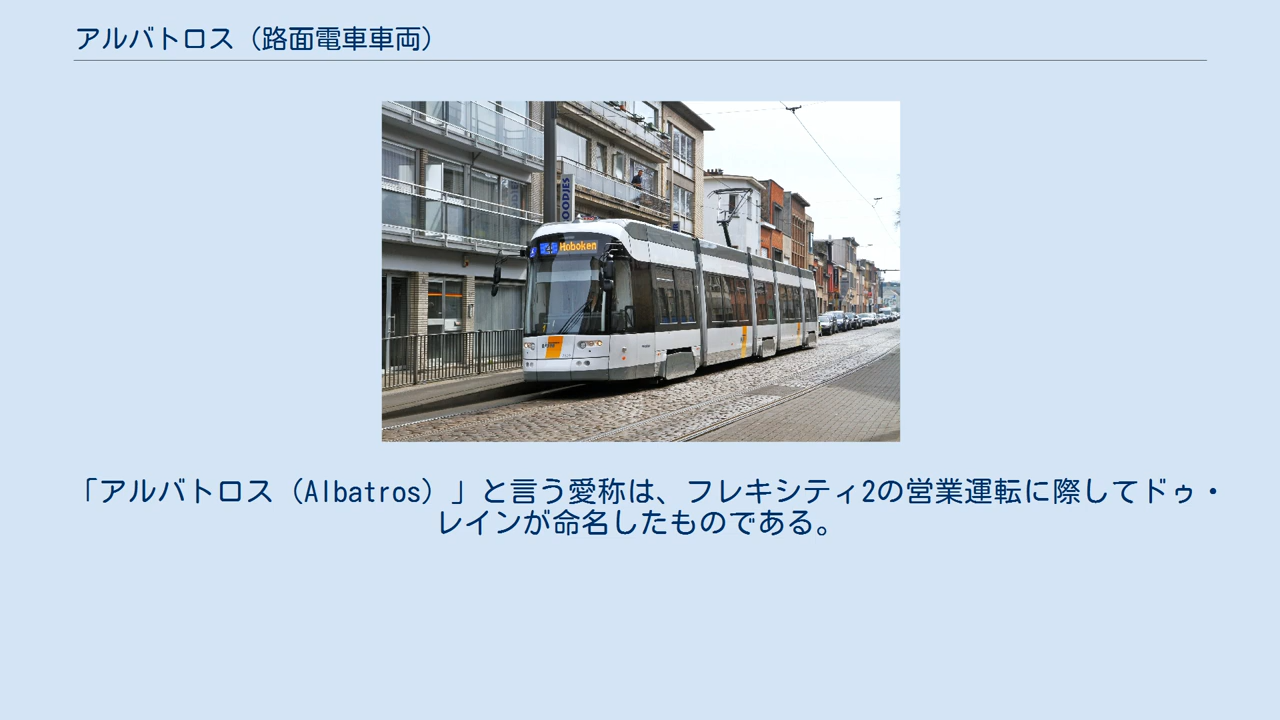 アルバトロス（路面電車車両）
OODJES
4 Hoboken
「アルバトロス（Albatros）」と言う愛称は、フレキシティ2の営業運転に際してドゥ・
レインが命名したものである。